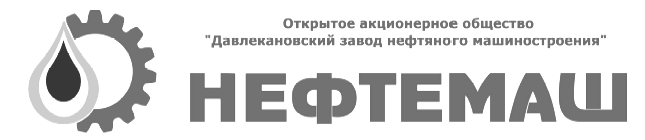 Открытое акционерное общество
"Давлекановский завод нефтяного машиностроения"
НЕФТЕМАШ